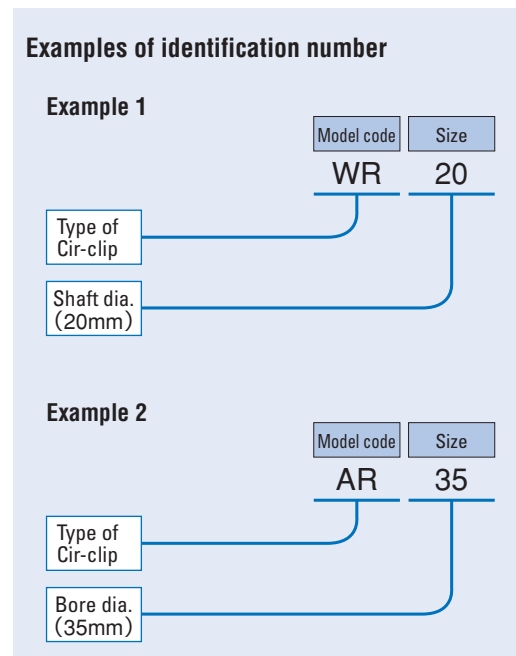 Examples of identification number
Example 1
Model code Size
WR 20
Type of
Cir-clip
Shaft dia.
(20mm)
Example 2
Model code Size
AR 35
Type of
Cir-clip
Bore dia.
(35mm)